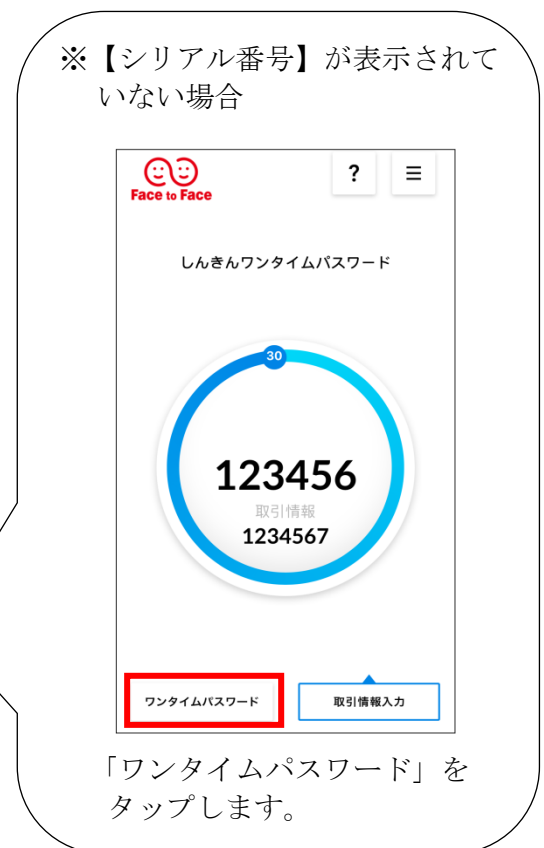 ※【シリアル番号】が表示されて
いない場合
Face to Face
?
≡
しんきんワンタイムパスワード
30
123456
取引情報
1234567
ワンタイムパスワード
取引情報入力
「ワンタイムパスワード」を
タップします。